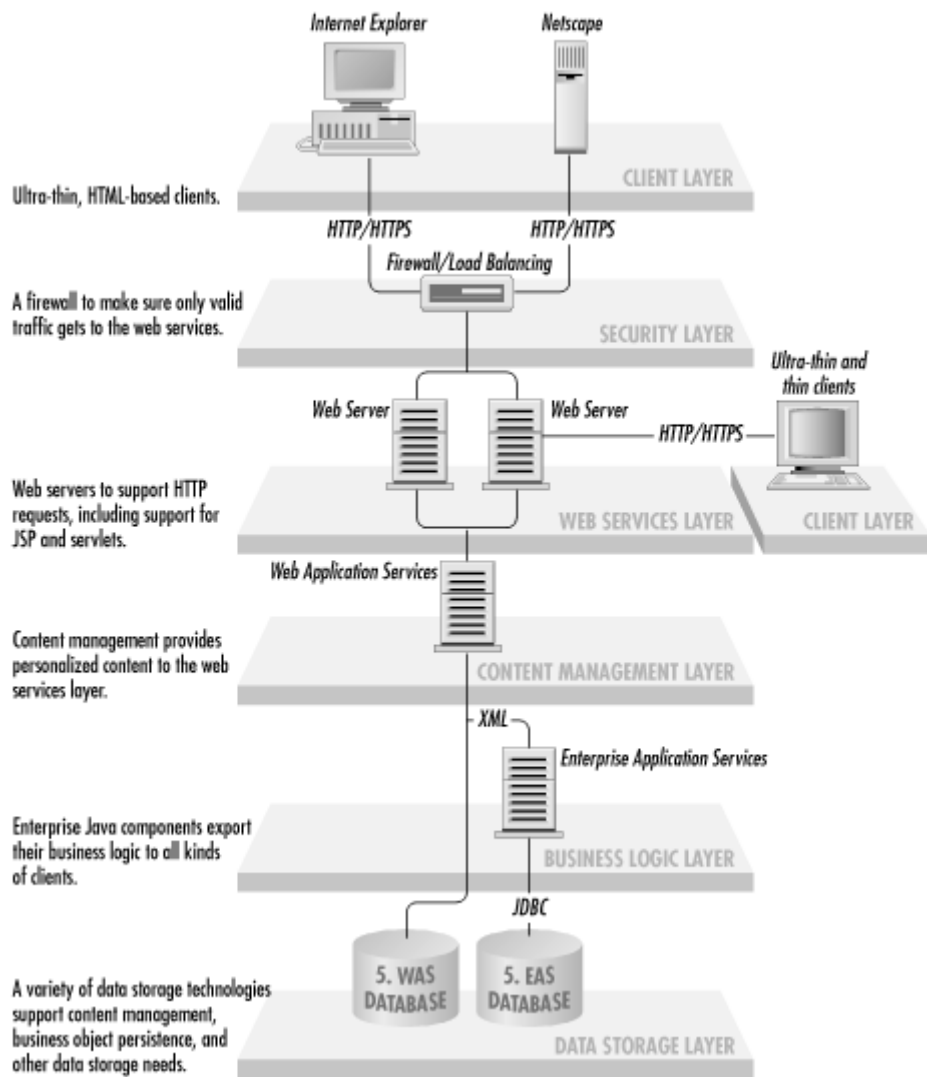 Internet Explorer
Netscape
CLIENT LAYER
Ultra-thin, HTML-based clients.
HTTP/HTTPS
HTTP/HTTPS
Firewall/Load Balancing
A firewall to make sure only valid
traffic gets to the web services.
SECURITY LAYER
Ultra-thin and
thin clients
Web Server
Web Server
HTTP/HTTPS
Web servers to support HTTP
requests, including support for
JSP and servlets.
WEB SERVICES LAYER
CLIENT LAYER
Web Application Services
Content management provides
personalized content to the web
services layer.
CONTENT MANAGEMENT LAYER
XML
Enterprise Application Services
Enterprise Java components export
their business logic to all kinds
of clients.
BUSINESS LOGIC LAYER
JDBC
5. WAS
DATABASE
5. EAS
DATABASE
A variety of data storage technologies
support content management,
business object persistence, and
other data storage needs.
DATA STORAGE LAYER